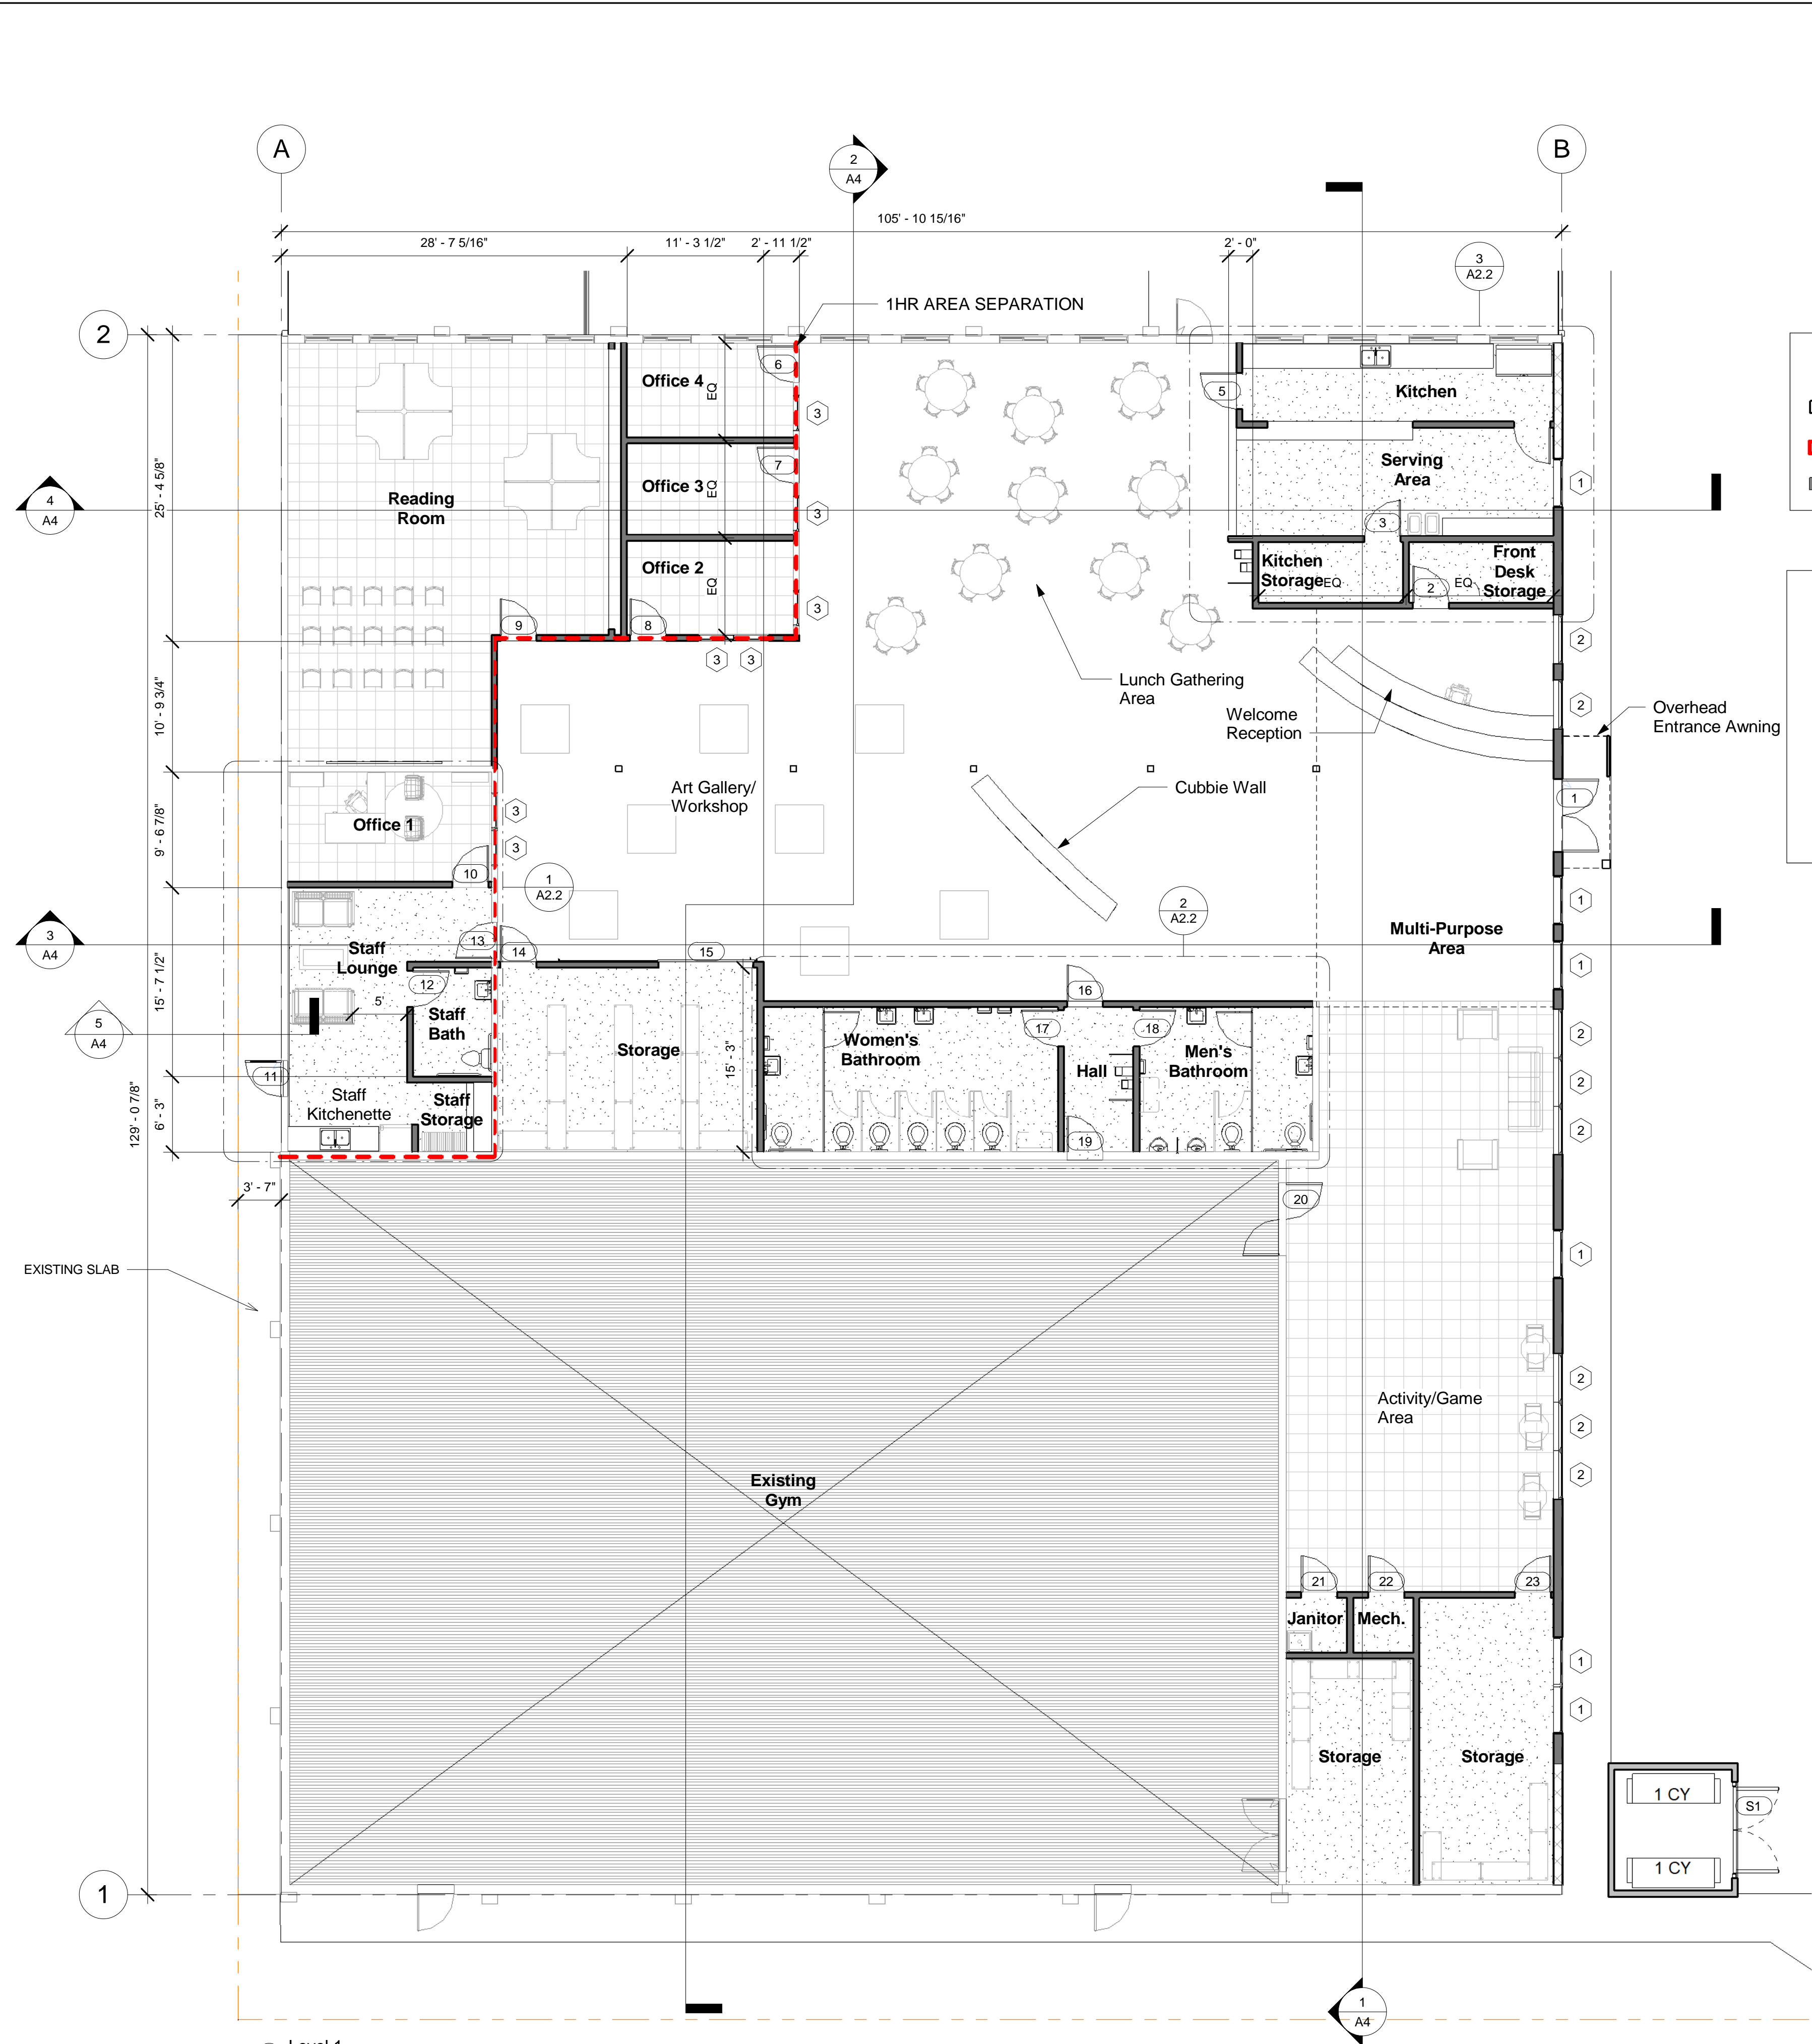 A
B
2
A4
105' - 10 15/16"
28' - 7 5/16"
11' - 3 1/2"
2' - 11 1/2"
2' - 0"
3
A2.2
1HR AREA SEPARATION
2
6
Office 4
EQ
3
5
Kitchen
7
Office 3
EQ
3
Serving
Area
1
3
Reading
Room
4
A4
25' - 4 5/8"
Office 2
EQ
3
Kitchen
Storage
EQ
2
EQ
Front
Desk
Storage
9
8
3
3
2
Lunch Gathering
Area
Welcome
Reception
2
Overhead
Entrance Awning
10' - 9 3/4"
Art Gallery/
Workshop
Cubbie Wall
1
Office 1
3
3
9' - 6 7/8"
10
1
A2.2
2
A2.2
1
Multi-Purpose
Area
3
A4
13
14
15
Staff
Lounge
1
15' - 7 1/2"
12
5'
Staff
Bath
16
5
A4
Storage
15' - 3"
Women's
Bathroom
17
Hall
18
Men's
Bathroom
2
2
2
11
Staff
Kitchenette
Staff
Storage
19
6' - 3"
129' - 0 7/8"
3' - 7"
20
EXISTING SLAB
1
2
Activity/Game
Area
2
2
Existing
Gym
21
22
23
Janitor
Mech.
1
1
Storage
Storage
1 CY
S1
1 CY
1
1
A4
Level 1